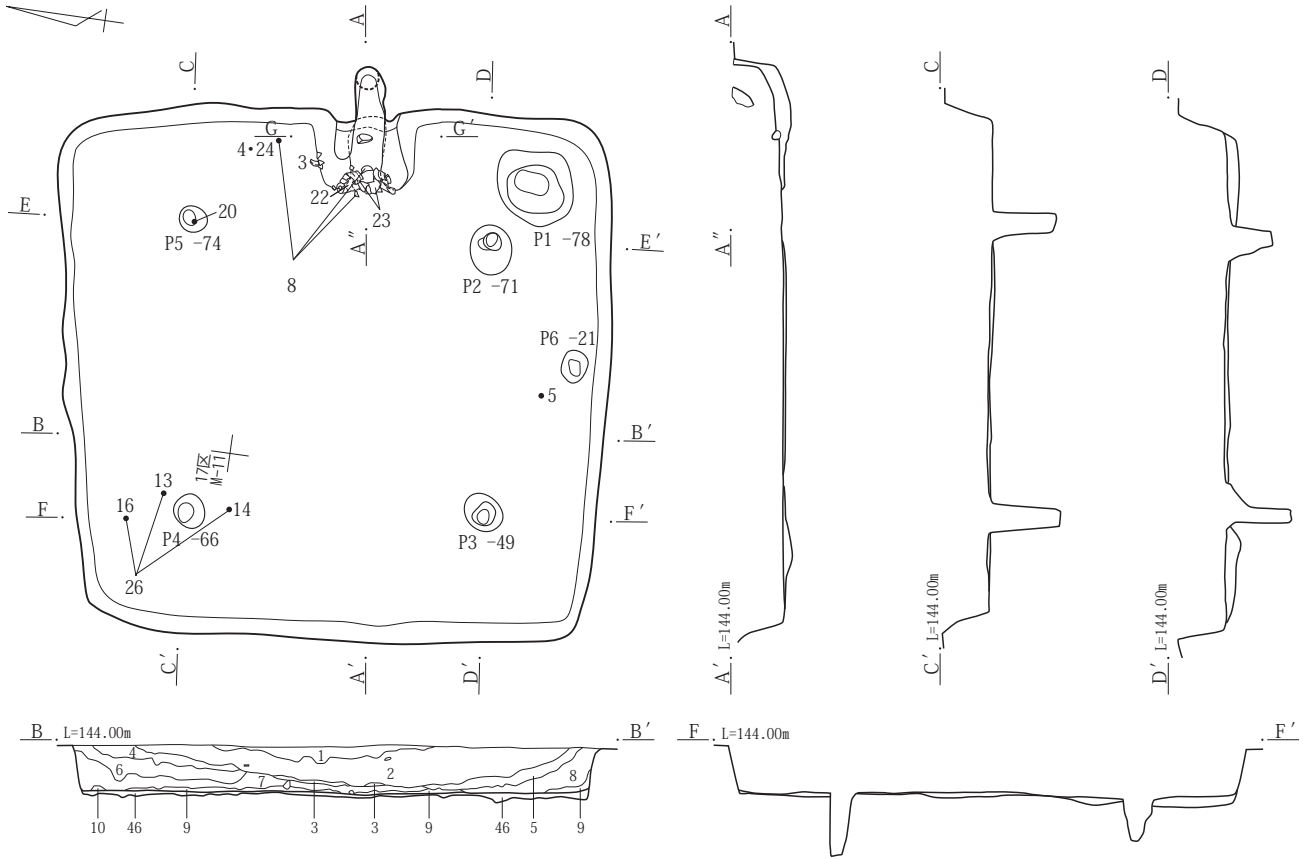 A
C
D
G
G′
4・24
3
22
23
20
E
P5 -74
A″
P1 -78
E′
P2 -71
8
P6 -21
5
B
B′
17区
M-11
13
16
14
F
F′
P4 -66
P3 -49
26
C′
A′
D′
A
A″
A′ L=144.00m
C
C′ L=144.00m
D
D′ L=144.00m
B L=144.00m
B′
4
1
6
2
7
8
10
46
9
3
3
9
46
5
9
F L=144.00m
F′